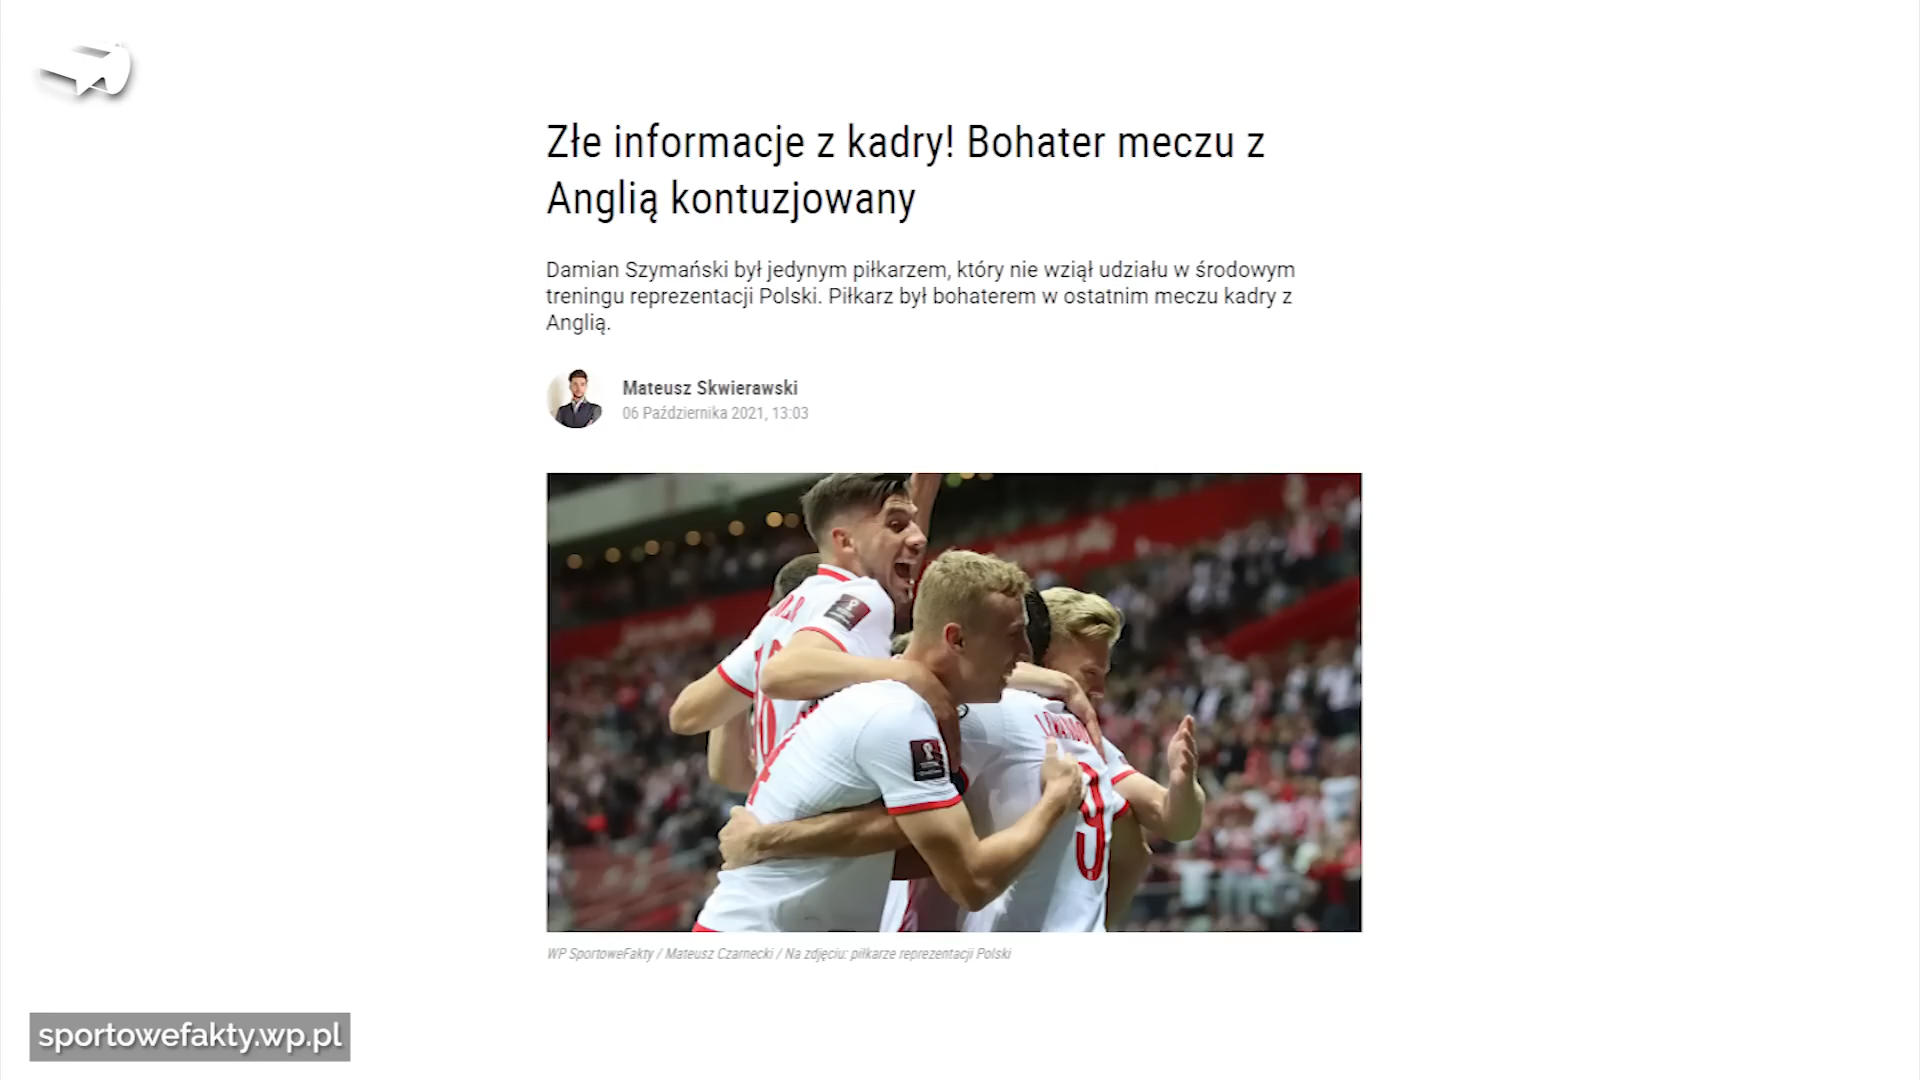 Złe informacje z kadry! Bohater meczu z
Anglią kontuzjowany
Damian Szymański był jedynym piłkarzem, który nie wziął udziału w środowym
treningu reprezentacji Polski. Piłkarz był bohaterem w ostatnim meczu kadry z
Anglią.
Mateusz Skwierawski
06 Października 2021, 13:03
9
WP SportoweFakty / Mateusz Czarnecki / Na zdjęciu: piłkarze reprezentacji Polski
sportowefakty.wp.pl